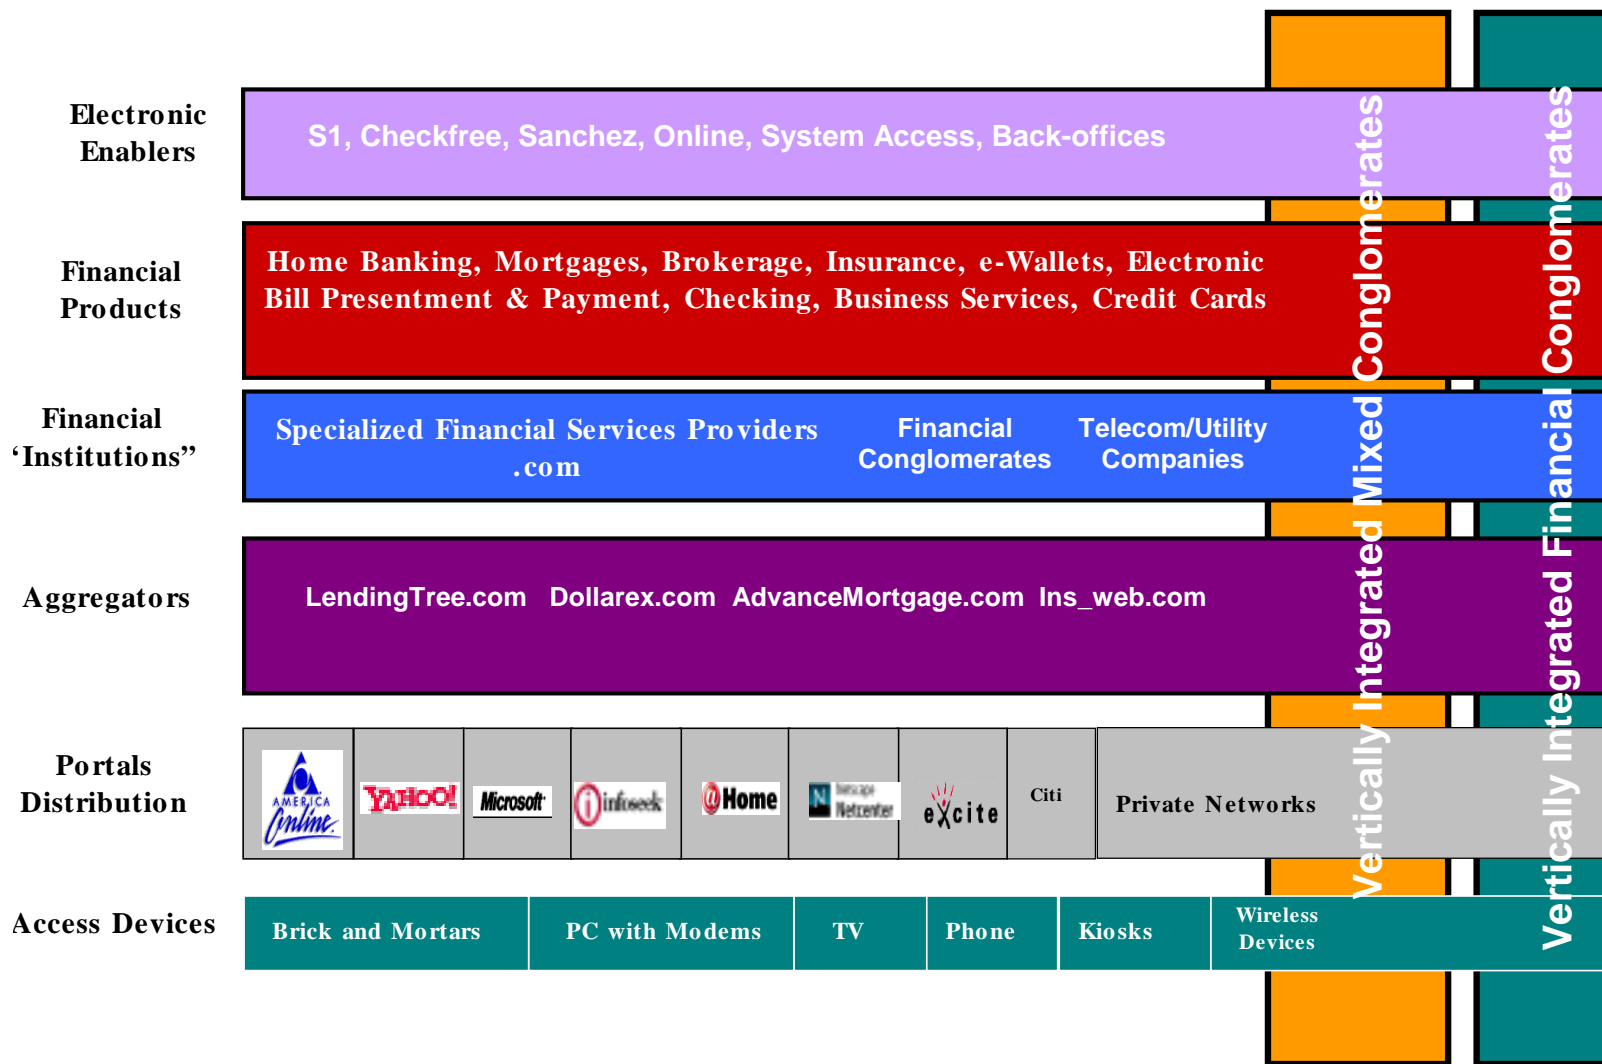 Electronic
Enablers
S1, Checkfree, Sanchez, Online, System Access, Back-offices
Financial
Products
Home Banking, Mortgages, Brokerage, Insurance, e-Wallets, Electronic
Bill Presentment & Payment, Checking, Business Services, Credit Cards
Financial
“Institutions”
Specialized Financial Services Providers
.com
Financial
Conglomerates
Telecom/Utility
Companies
Aggregators
LendingTree.com Dollarex.com AdvanceMortgage.com Ins_web.com
Portals
Distribution
AMERICA
Online.
YAHOO!
Microsoft
infoseek
@Home
N Netscape
Netcenter
eXcite
Citi
Private Networks
Access Devices
Brick and Mortars
PC with Modems
TV
Phone
Kiosks
Wireless
Devices
Vertically Integrated Mixed Conglomerates
Vertically Integrated Financial Conglomerates